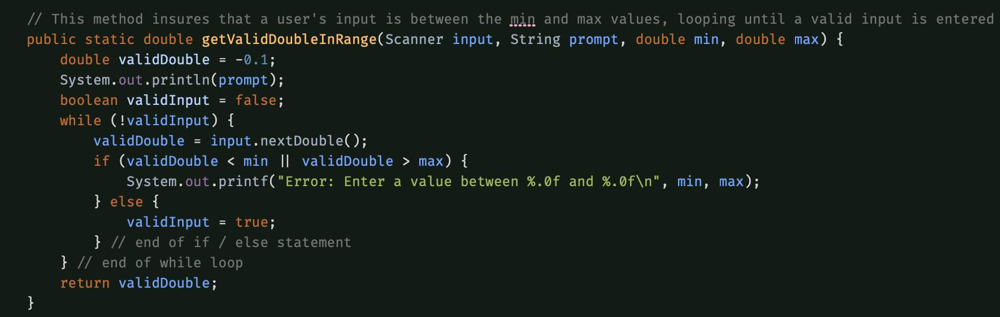 // This method insures that a user's input is between the min and max values, looping until a valid input is entered
public static double getValidDoubleInRange(Scanner input, String prompt, double min, double max) {
    double validDouble = -0.1;
    System.out.println(prompt);
    boolean validInput = false;
    while (!validInput) {
        validDouble = input.nextDouble();
        if (validDouble < min || validDouble > max) {
            System.out.printf("Error: Enter a value between %.0f and %.0f\n", min, max);
        } else {
            validInput = true;
        } // end of if / else statement
    } // end of while loop
    return validDouble;
}